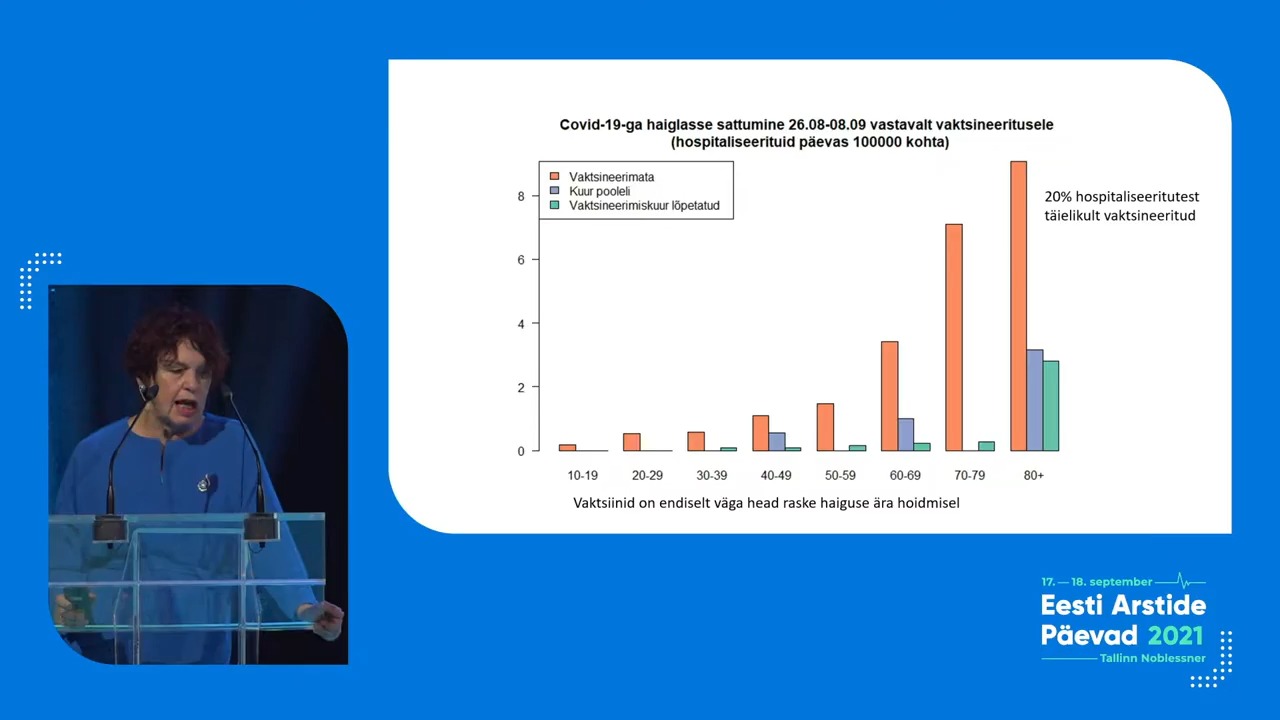 Covid-19-ga haiglasse sattumine 26.08-08.09 vastavalt vaktsineeritusele
(hospitaliseerituid päevas 100000 kohta)
Vaktsineerimata
Kuur pooleli
Vaktsineerimiskuur lõpetatud
8
6
4
2
0
10-19 20-29 30-39 40-49 50-59 60-69 70-79 80+
20% hospitaliseeritutest
täielikult vaktsineeritud
Vaktsiinid on endiselt väga head raske haiguse ära hoidmisel
17. — 18. september
Eesti Arstide
Päevad 2021
Tallinn Noblessner